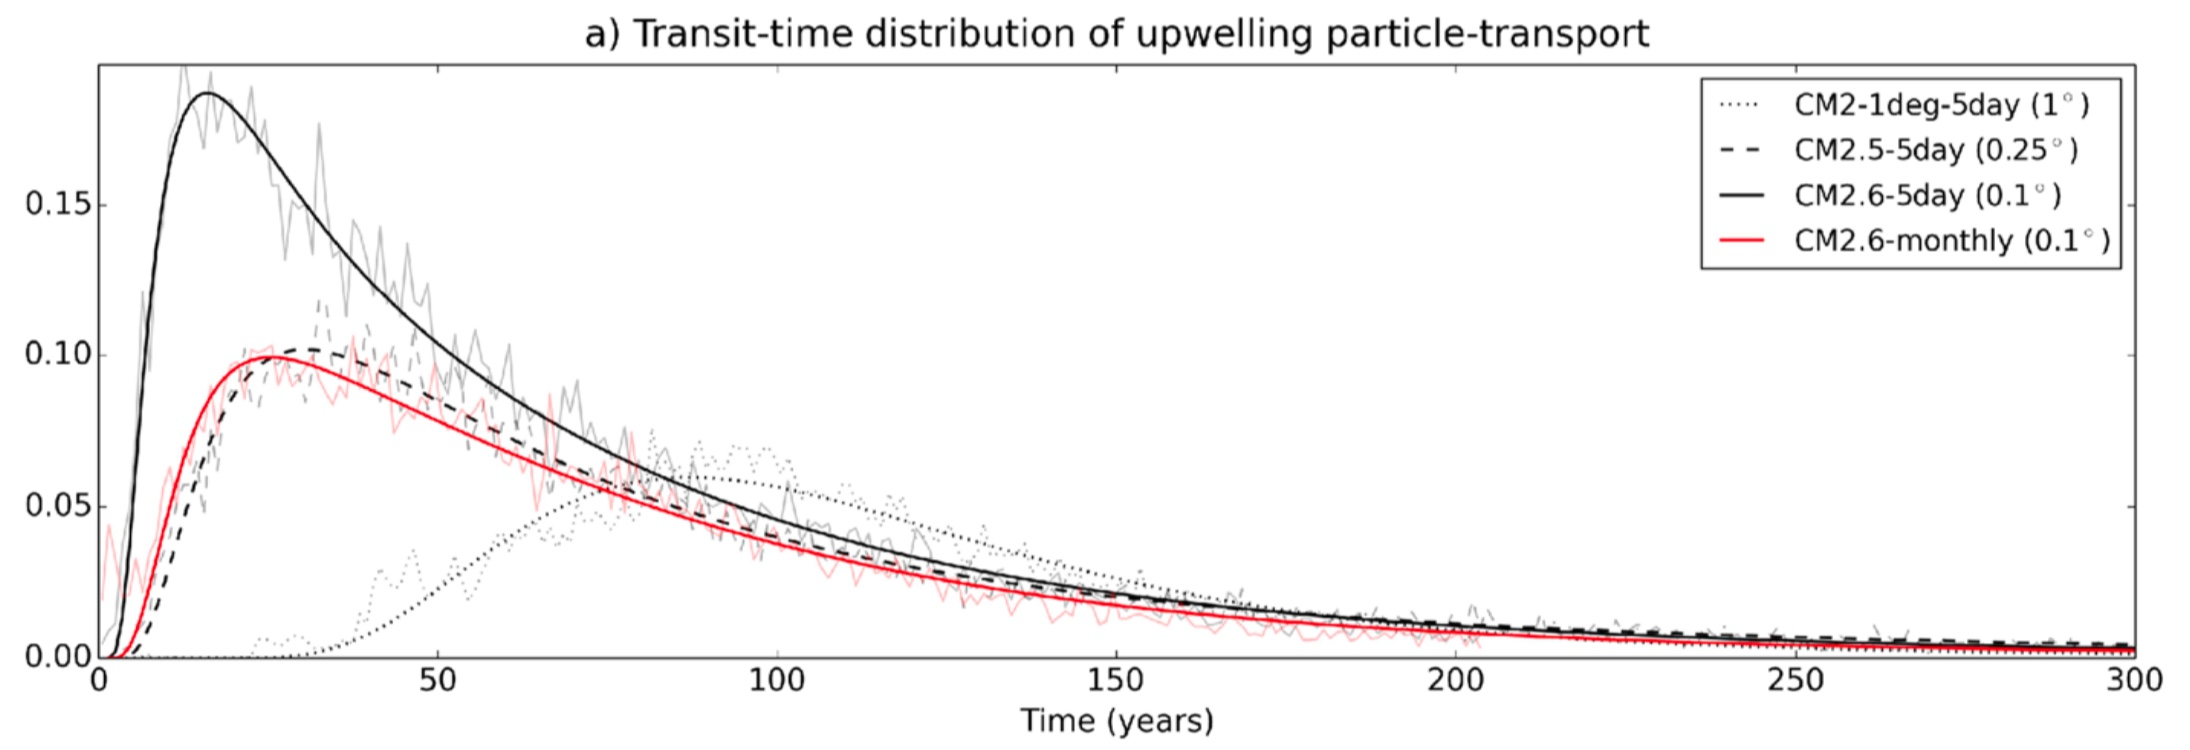 a) Transit-time distribution of upwelling particle-transport
CM2-1deg-5day (1°)
CM2.5-5day (0.25°)
CM2.6-5day (0.1°)
CM2.6-monthly (0.1°)
0.15
0.10
0.05
0.00
0 50 100 150 200 250 300
Time (years)